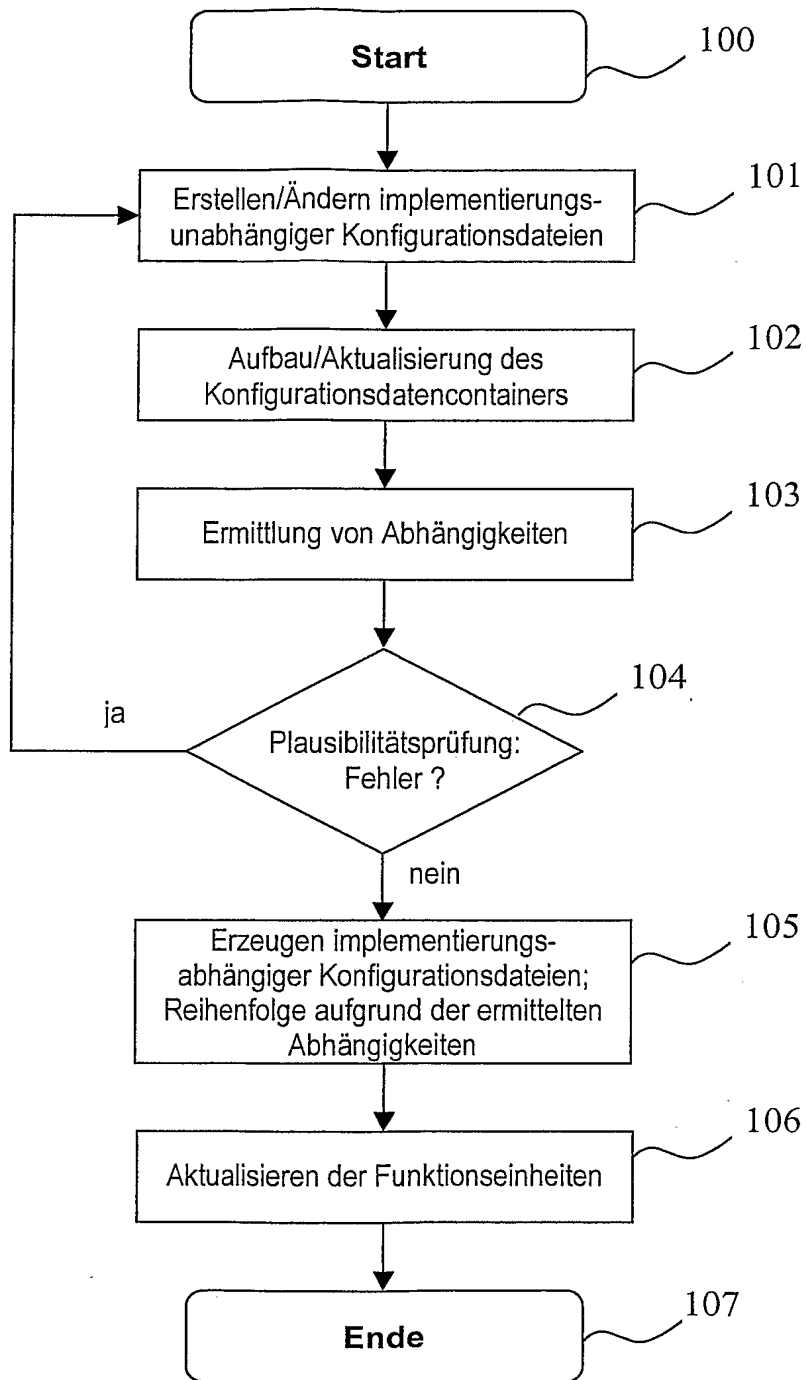 Start
100
Erstellen/Ändern implementierungs-
unabhängiger Konfigurationsdateien
101
Aufbau/Aktualisierung des
Konfigurationsdatencontainers
102
Ermittlung von Abhängigkeiten
103
Plausibilitätsprüfung:
Fehler ?
104
ja
nein
Erzeugen implementierungs-
abhängiger Konfigurationsdateien;
Reihenfolge aufgrund der ermittelten
Abhängigkeiten
105
Aktualisieren der Funktionseinheiten
106
Ende
107